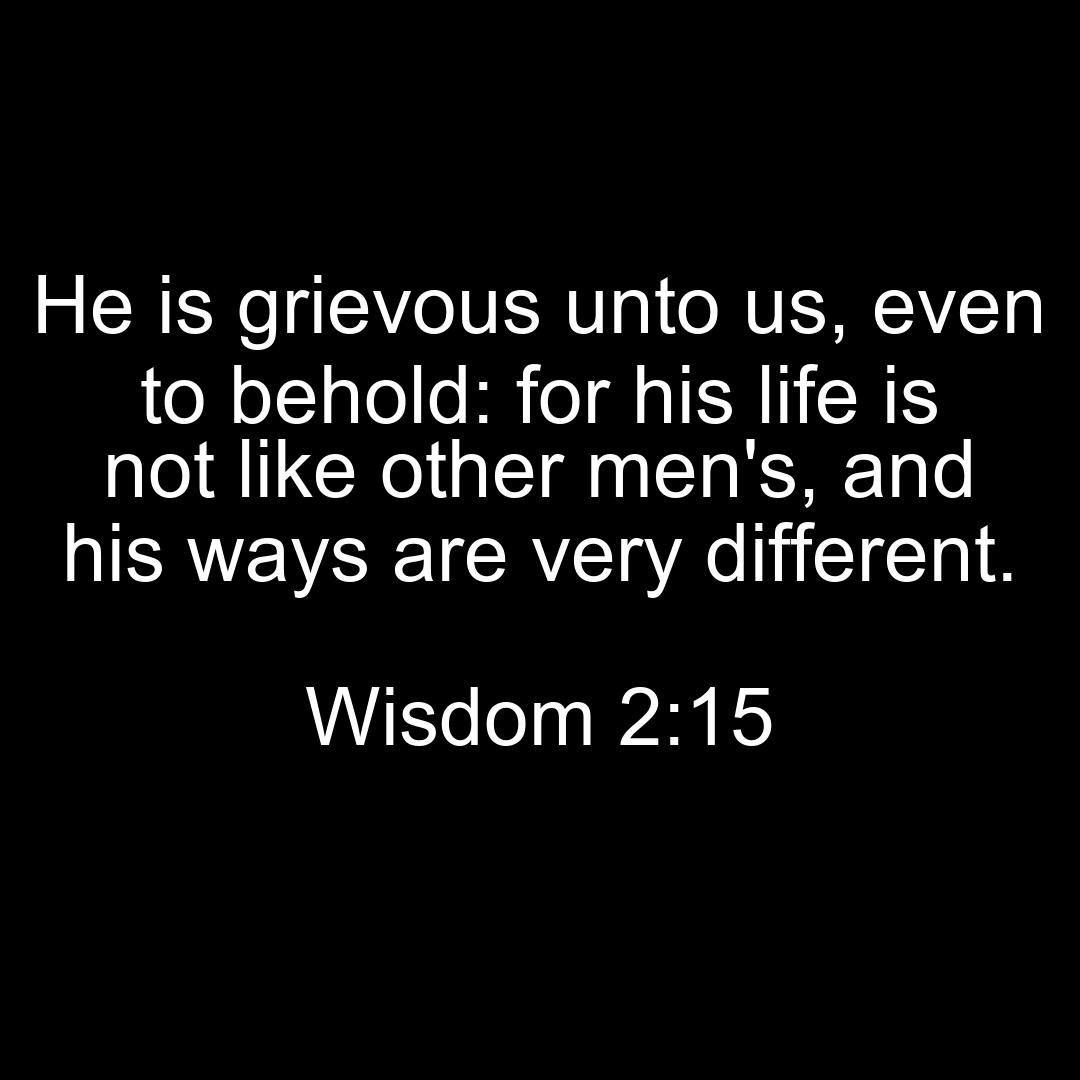 He is grievous unto us, even
to behold: for his life is
not like other men's, and
his ways are very different.
Wisdom 2:15